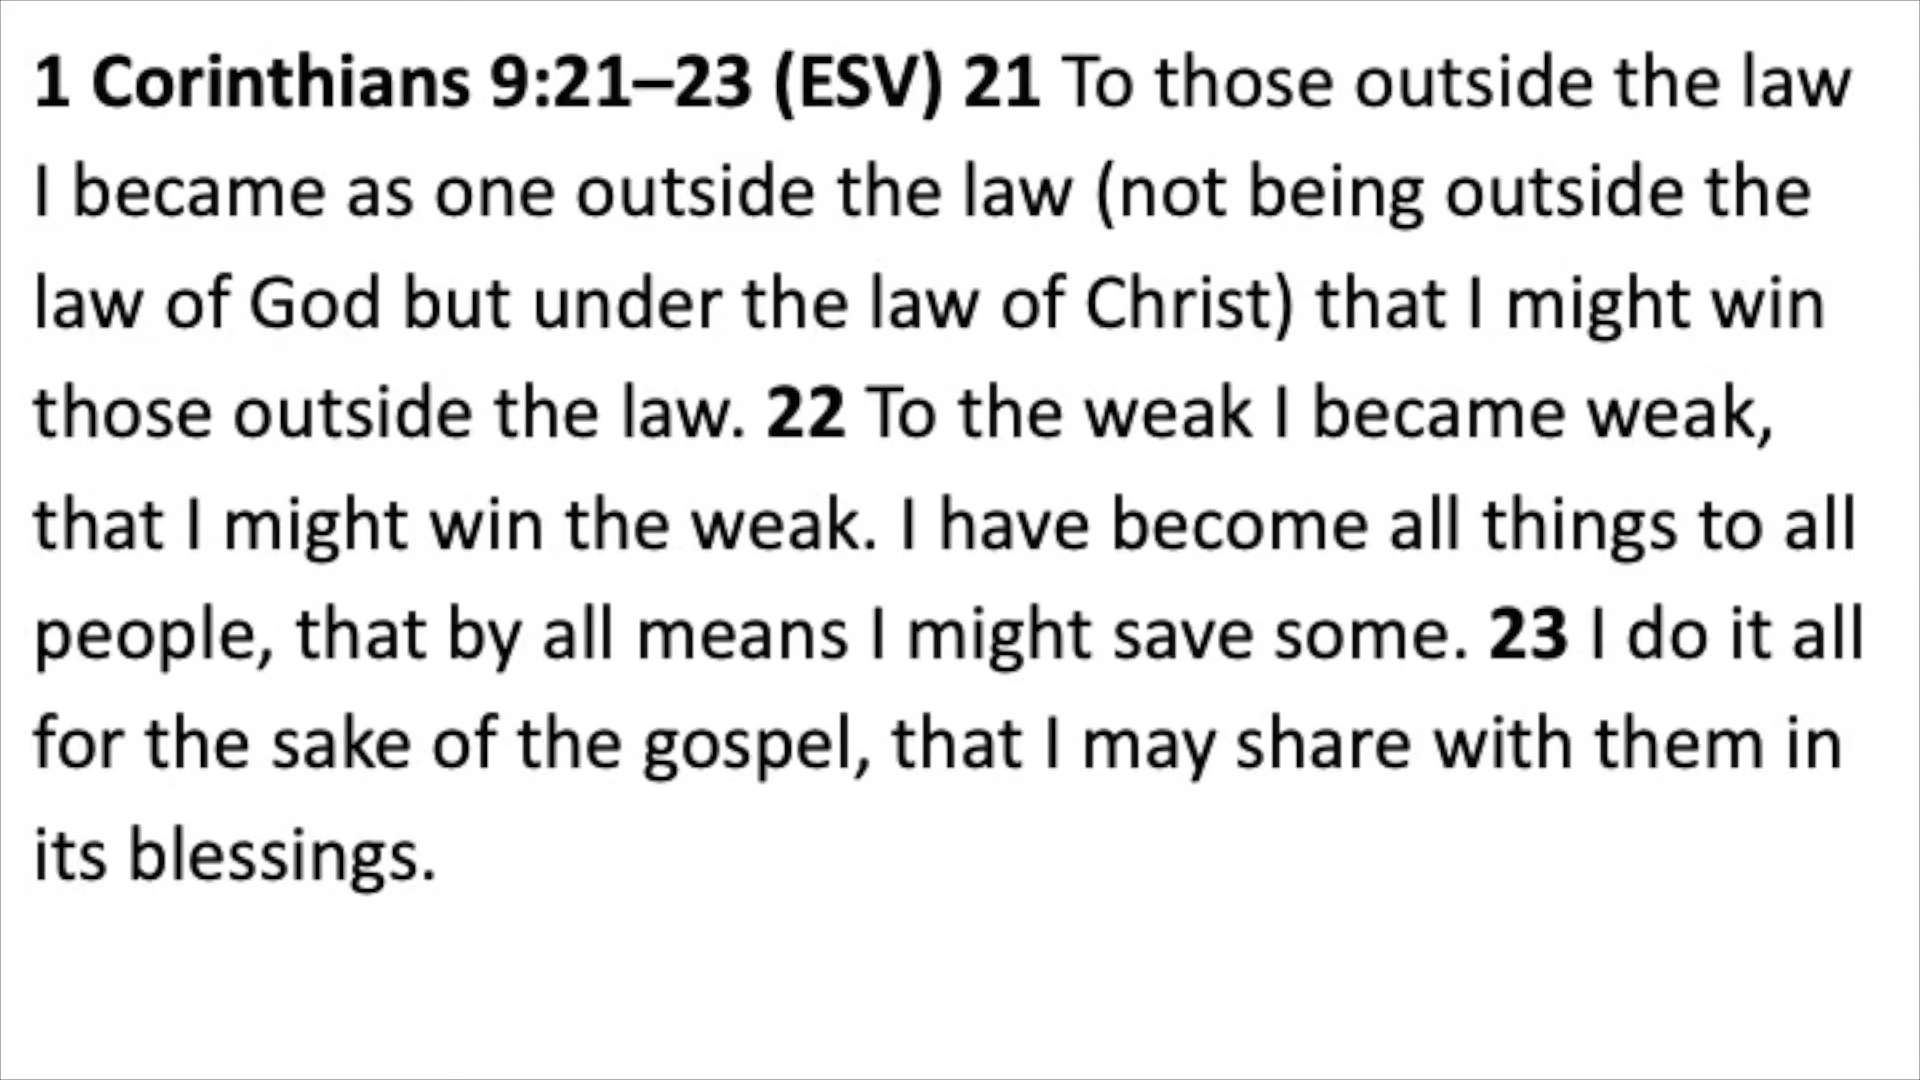 1 Corinthians 9:21–23 (ESV) 21 To those outside the law
I became as one outside the law (not being outside the
law of God but under the law of Christ) that I might win
those outside the law. 22 To the weak I became weak,
that I might win the weak. I have become all things to all
people, that by all means I might save some. 23 I do it all
for the sake of the gospel, that I may share with them in
its blessings.